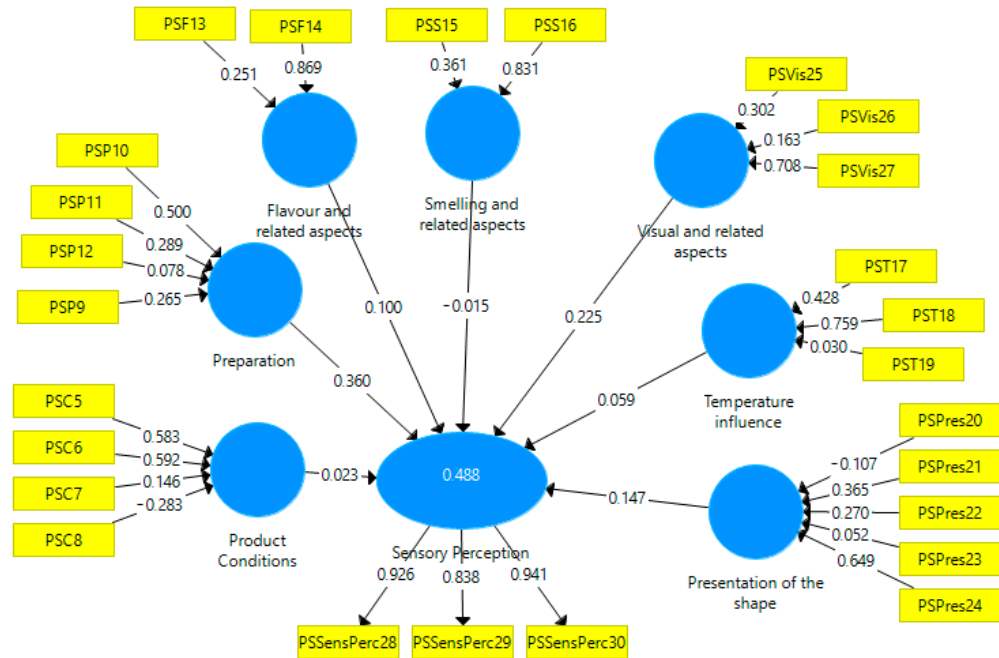 PSF13
PSF14
PSS15
PSS16
0.251
0.869
0.361
0.831
PSVis25
PSVis26
PSVis27
0.302
0.163
0.708
PSP10
PSP11
PSP12
PSP9
0.500
0.289
0.078
0.265
Flavour and
related aspects
Smelling and
related aspects
Visual and related
aspects
Preparation
0.360
0.100
−0.015
0.225
PST17
PST18
PST19
0.428
0.759
0.030
Temperature
influence
0.059
PSC5
PSC6
PSC7
PSC8
0.583
0.592
0.146
−0.283
Product
Conditions
0.023
0.488
Sensory Perception
0.147
PSPres20
PSPres21
PSPres22
PSPres23
PSPres24
−0.107
0.365
0.270
0.052
0.649
Presentation of the
shape
0.926
0.838
0.941
PSSensPerc28
PSSensPerc29
PSSensPerc30